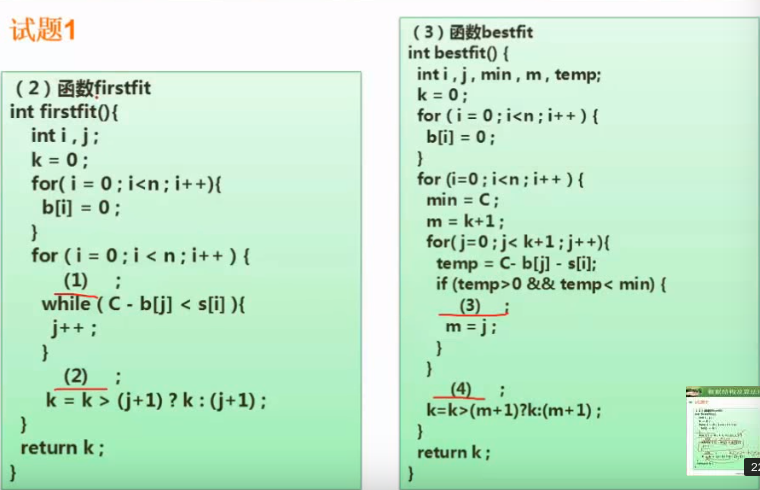 试题1
（2）函数firstfit
int firstfit(){
int i , j ;
k = 0 ;
for( i = 0 ; i<n ; i++){
b[i] = 0 ;
}
for ( i = 0 ; i < n ; i++ ) {
(1) ;
while ( C - b[j] < s[i] ){
j++ ;
}
(2) ;
k = k > (j+1) ? k : (j+1) ;
}
return k ;
}
（3）函数bestfit
int bestfit() {
int i , j , min , m , temp;
k = 0 ;
for ( i = 0 ; i<n ; i++ ) {
b[i] = 0 ;
}
for (i=0 ; i<n ; i++ ) {
min = C ;
m = k+1 ;
for( j=0 ; j< k+1 ; j++){
temp = C- b[j] - s[i];
if (temp>0 && temp< min) {
(3) ;
m = j ;
}
}
(4) ;
k=k>(m+1)?k:(m+1) ;
}
return k ;
}